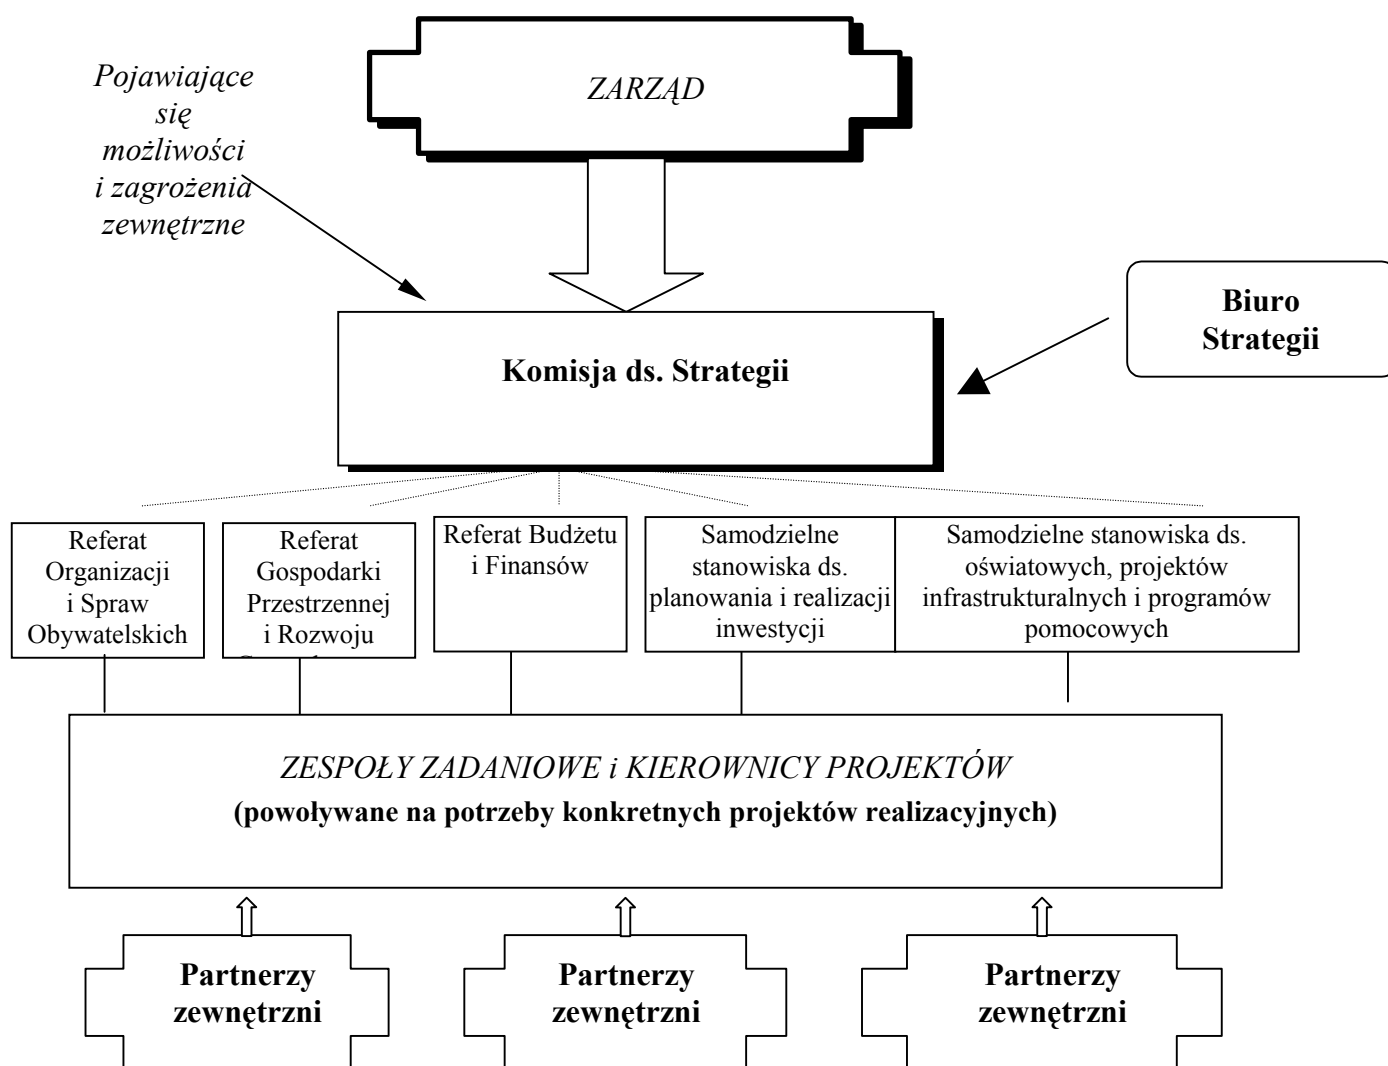 ZARZĄD
Pojawiające
się
możliwości
i zagrożenia
zewnętrzne
Biuro
Strategii
Komisja ds. Strategii
Referat
Organizacji
i Spraw
Obywatelskich
Referat
Gospodarki
Przestrzennej
i Rozwoju
Referat Budżetu
i Finansów
Samodzielne
stanowiska ds.
planowania i realizacji
inwestycji
Samodzielne stanowiska ds.
oświatowych, projektów
infrastrukturalnych i programów
pomocowych
ZESPOŁY ZADANIOWE i KIEROWNICY PROJEKTÓW
(powoływane na potrzeby konkretnych projektów realizacyjnych)
Partnerzy
zewnętrzni
Partnerzy
zewnętrzni
Partnerzy
zewnętrzni